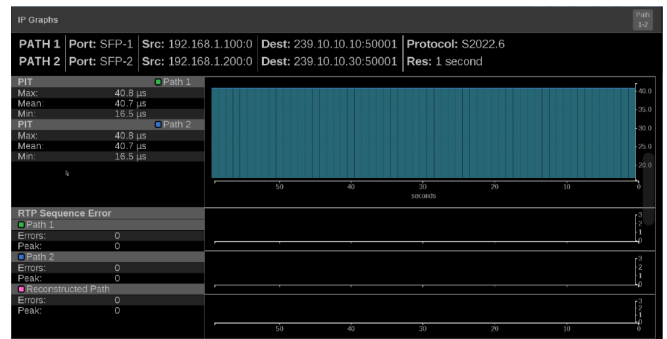 IP Graphs
Path
1-2
PATH 1 Port: SFP-1 Src: 192.168.1.100:0 Dest: 239.10.10.10:50001 Protocol: S2022.6
PATH 2 Port: SFP-2 Src: 192.168.1.200:0 Dest: 239.10.10.30:50001 Res: 1 second
PIT Path 1
Max: 40.8 µs
Mean: 40.7 µs
Min: 16.5 µs
PIT Path 2
Max: 40.8 µs
Mean: 40.7 µs
Min: 16.5 µs
40.0
35.0
30.0
25.0
20.0
50 40 30 20 10 0
seconds
RTP Sequence Error
Path 1
Errors: 0
Peak: 0
3
2
1
0
Path 2
Errors: 0
Peak: 0
3
2
1
0
Reconstructed Path
Errors: 0
Peak: 0
3
2
1
0
50 40 30 20 10 0